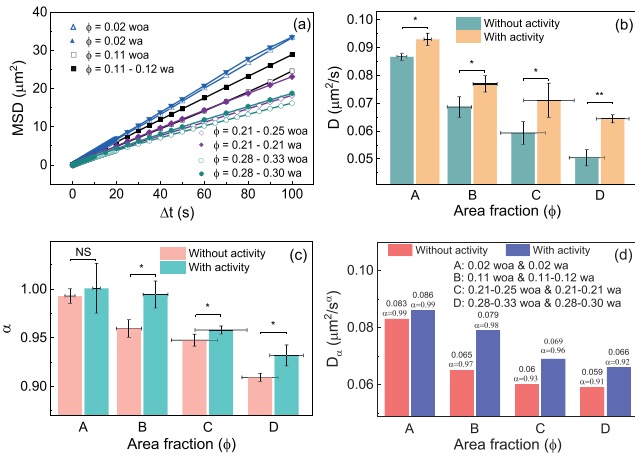 (a)
40
30
20
10
0
MSD (μm²)
ϕ = 0.02 woa
ϕ = 0.02 wa
ϕ = 0.11 woa
ϕ = 0.11 - 0.12 wa
ϕ = 0.21 - 0.25 woa
ϕ = 0.21 - 0.21 wa
ϕ = 0.28 - 0.33 woa
ϕ = 0.28 - 0.30 wa
0 20 40 60 80 100
Δt (s)
(b)
Without activity
With activity
D (μm²/s)
0.09
0.08
0.07
0.06
0.05
* * * **
A B C D
Area fraction (ϕ)
(c)
Without activity
With activity
α
1.00
0.95
0.90
NS * * *
A B C D
Area fraction (ϕ)
(d)
Without activity With activity
A: 0.02 woa & 0.02 wa
B: 0.11 woa & 0.11-0.12 wa
C: 0.21-0.25 woa & 0.21-0.21 wa
D: 0.28-0.33 woa & 0.28-0.30 wa
Dα (μm²/sα)
0.10
0.08
0.06
0.083
α=0.99
0.086
α=0.99
0.065
α=0.97
0.079
α=0.98
0.06
α=0.93
0.069
α=0.96
0.059
α=0.91
0.066
α=0.92
A B C D
Area fraction (ϕ)